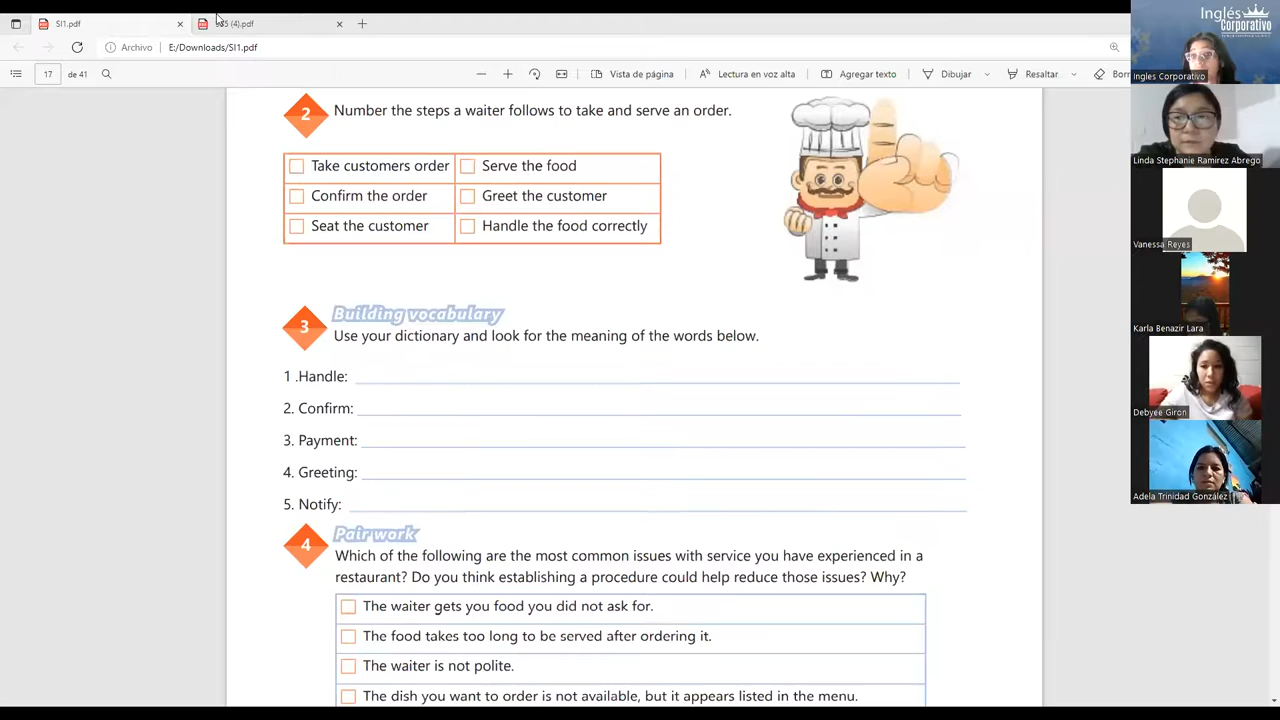 SI1.pdf
(4).pdf
Archivo
E:/Downloads/SI1.pdf
17
de 41
Vista de página
Lectura en voz alta
Agregar texto
Dibujar
Resaltar
2 Number the steps a waiter follows to take and serve an order.
Take customers order Serve the food
Confirm the order Greet the customer
Seat the customer Handle the food correctly
Building vocabulary
3
Use your dictionary and look for the meaning of the words below.
1 .Handle:
2. Confirm:
3. Payment:
4. Greeting:
5. Notify:
Pair work
4
Which of the following are the most common issues with service you have experienced in a
restaurant? Do you think establishing a procedure could help reduce those issues? Why?
The waiter gets you food you did not ask for.
The food takes too long to be served after ordering it.
The waiter is not polite.
The dish you want to order is not available, but it appears listed in the menu.
Inglés
Corporativo
Ingles Corporativo
Linda Stephanie Ramirez Abrego
Vanessa Reyes
Karla Benazir Lara
Debyee Giron
Adela Trinidad González